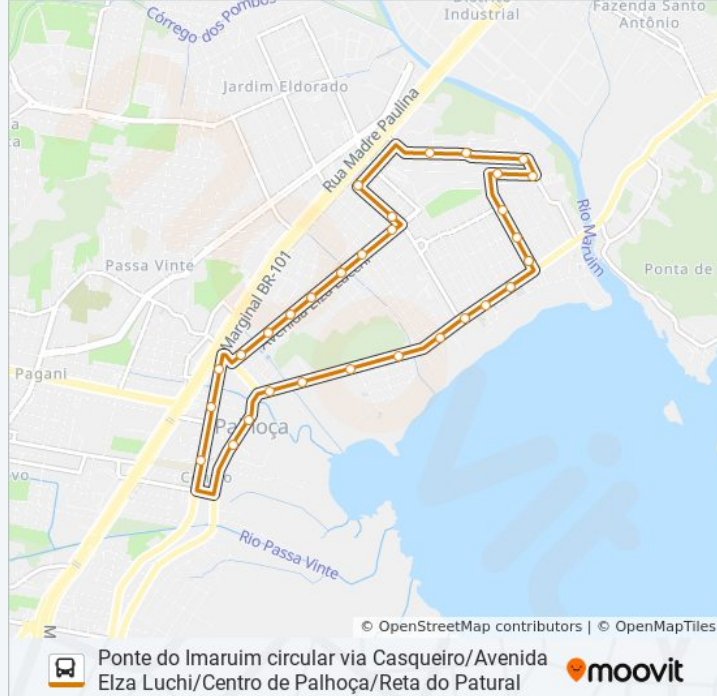 Córrego dos Pombos
Industrial
Fazenda Santo
Antônio
Jardim Eldorado
Rua Madre Paulina
Rio Maruim
Passa Vinte
Ponta de
Marginal BR-101
Avenida Elza Lucchi
Pagani
Palhoça
Rio Passa Vinte
© OpenStreetMap contributors | © OpenMapTiles
Ponte do Imaruim circular via Casqueiro/Avenida
Elza Luchi/Centro de Palhoça/Reta do Patural
moovit